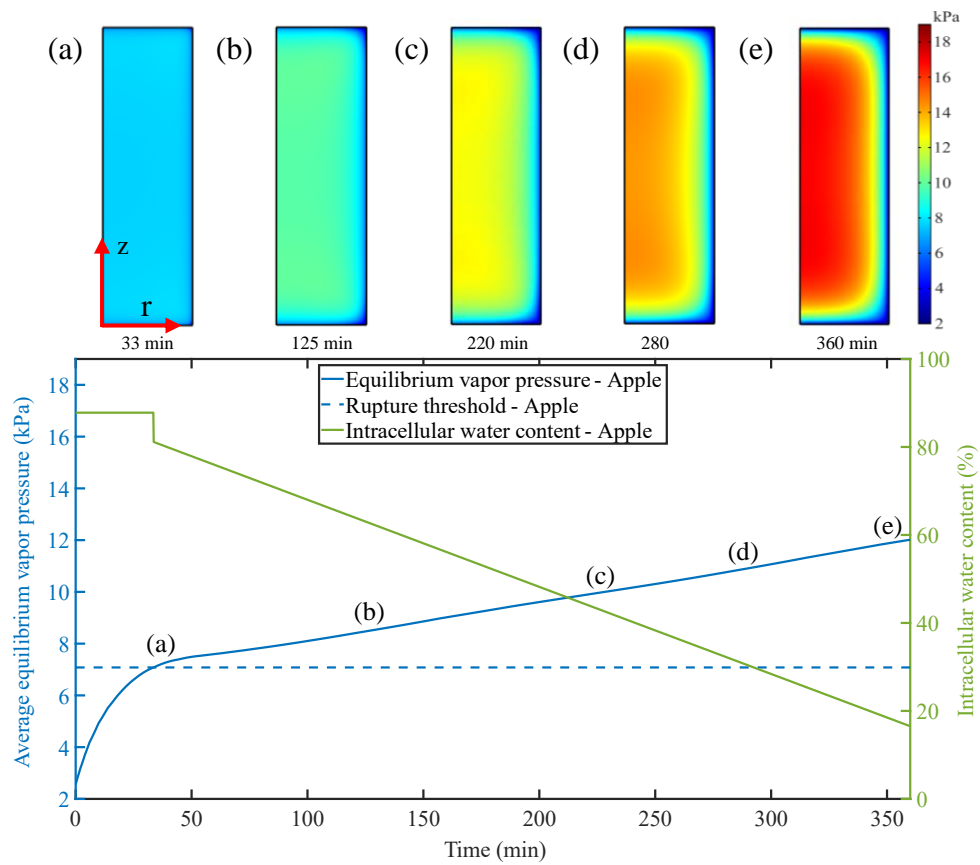 (a) (b) (c) (d) (e)
kPa
18
16
14
12
10
8
6
4
2
z
r
33 min 125 min 220 min 280 360 min
Equilibrium vapor pressure - Apple
Rupture threshold - Apple
Intracellular water content - Apple
Average equilibrium vapor pressure (kPa)
18
16
14
12
10
8
6
4
2
(a)
(b)
(c)
(d)
(e)
100
80
60
40
20
0
Intracellular water content (%)
0 50 100 150 200 250 300 350
Time (min)